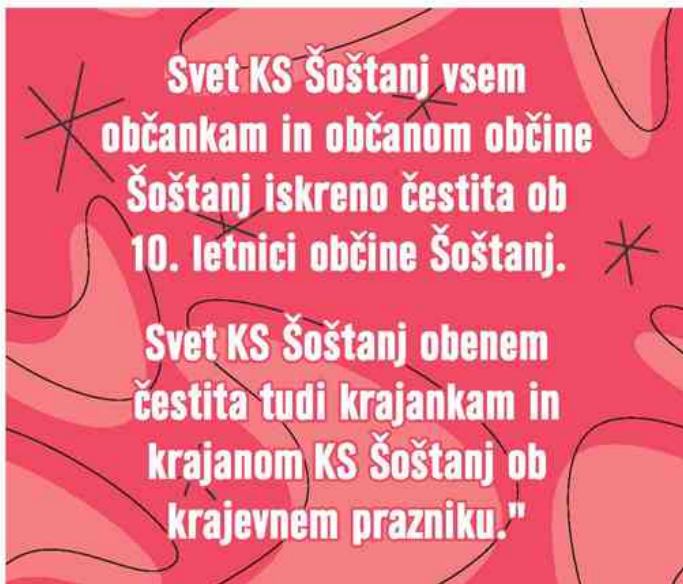 Svet KS Šoštanj vsem
občankam in občanom občine
Šoštanj iskreno čestita ob
10. letnici občine Šoštanj.
Svet KS Šoštanj obenem
čestita tudi krajankam in
krajanom KS Šoštanj ob
krajevnem prazniku."